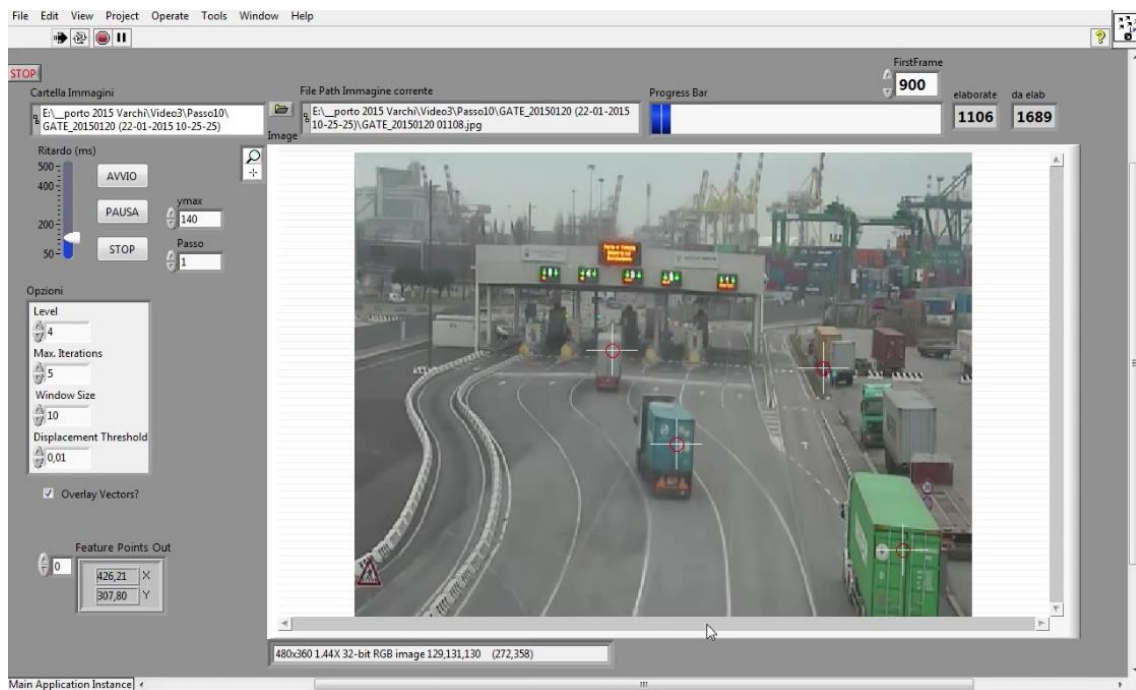 File Edit View Project Operate Tools Window Help
STOP
FirstFrame
900
Cartella Immagini
E:\__porto 2015 Varchi\Video3\Passo10\
GATE_20150120 (22-01-2015 10-25-25)
File Path Immagine corrente
E:\__porto 2015 Varchi\Video3\Passo10\GATE_20150120 (22-01-2015
10-25-25)\GATE_20150120 01108.jpg
Progress Bar
elaborate
1106
da elab
1689
Image
Ritardo (ms)
500
400
200
50
AVVIO
PAUSA
STOP
ymax
140
Passo
1
Opzioni
Level
4
Max. Iterations
5
Window Size
10
Displacement Threshold
0,01
Overlay Vectors?
Feature Points Out
0
426,21 X
307,80 Y
480x360 1.44X 32-bit RGB image 129,131,130 (272,358)
Main Application Instance